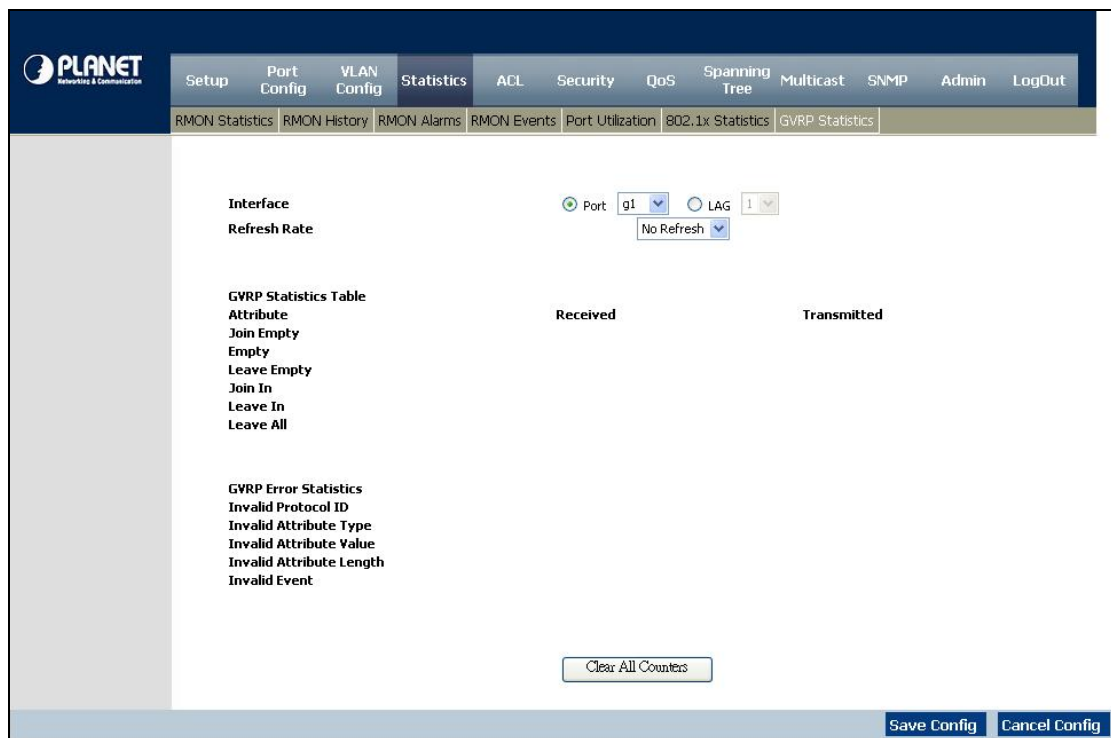 PLANET
Networking & Communication
Setup Port Config VLAN Config Statistics ACL Security QoS Spanning Tree Multicast SNMP Admin LogOut
RMON Statistics RMON History RMON Alarms RMON Events Port Utilization 802.1x Statistics GVRP Statistics
Interface Port g1 LAG 1
Refresh Rate No Refresh
GVRP Statistics Table
Attribute Received Transmitted
Join Empty
Empty
Leave Empty
Join In
Leave In
Leave All
GVRP Error Statistics
Invalid Protocol ID
Invalid Attribute Type
Invalid Attribute Value
Invalid Attribute Length
Invalid Event
Clear All Counters
Save Config Cancel Config